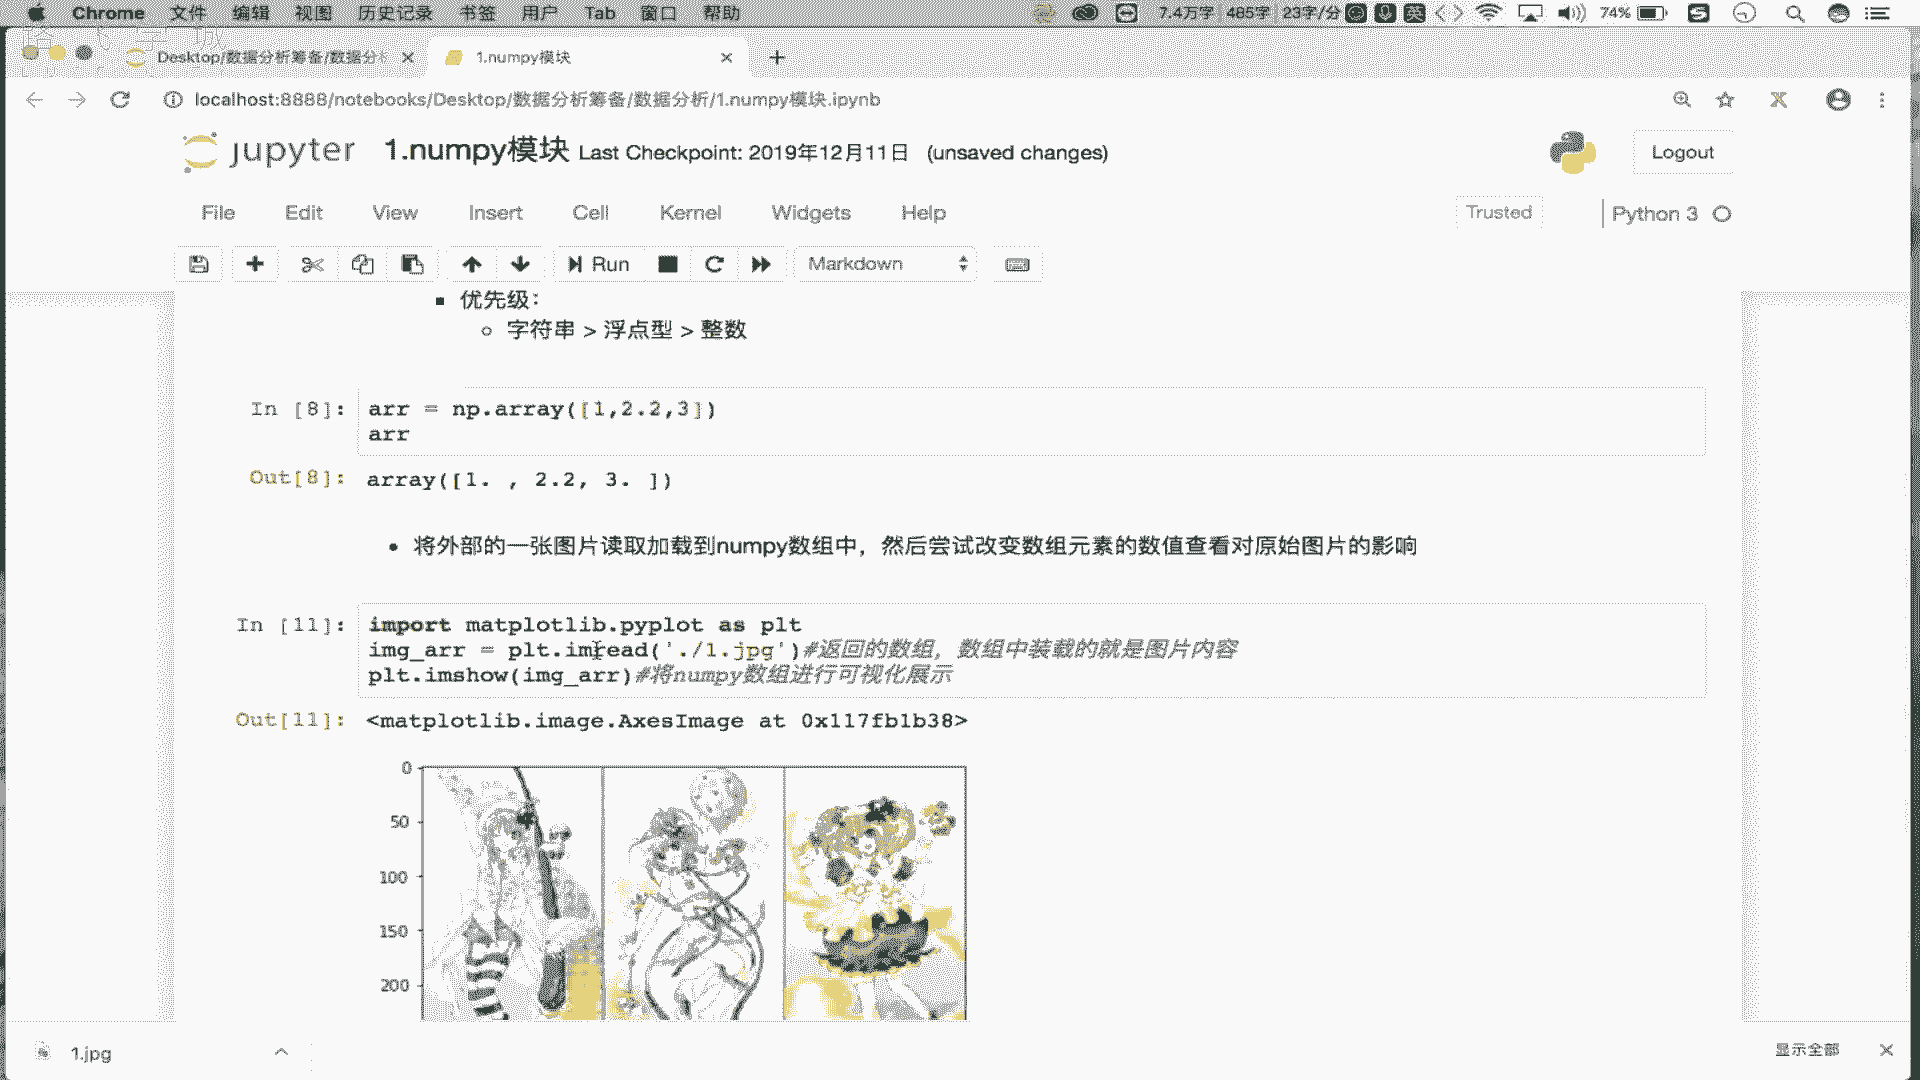 Chrome 文件 编辑 视图 历史记录 书签 用户 Tab 窗口 帮助 7.4万字 485字 23字/分 英 74%
Desktop/数据分析筹备/数据分析 1.numpy模块
localhost:8888/notebooks/Desktop/数据分析筹备/数据分析/1.numpy模块.ipynb
jupyter 1.numpy模块 Last Checkpoint: 2019年12月11日 (unsaved changes) Logout
File Edit View Insert Cell Kernel Widgets Help Trusted Python 3
Run Markdown
优先级:
字符串 > 浮点型 > 整数
In [8]: arr = np.array([1,2.2,3])
arr
Out[8]: array([1. , 2.2, 3. ])
将外部的一张图片读取加载到numpy数组中，然后尝试改变数组元素的数值查看对原始图片的影响
In [11]: import matplotlib.pyplot as plt
img_arr = plt.imread('./1.jpg')#返回的数组，数组中装载的就是图片内容
plt.imshow(img_arr)#将numpy数组进行可视化展示
Out[11]: <matplotlib.image.AxesImage at 0x117fb1b38>
0
50
100
150
200
1.jpg 显示全部